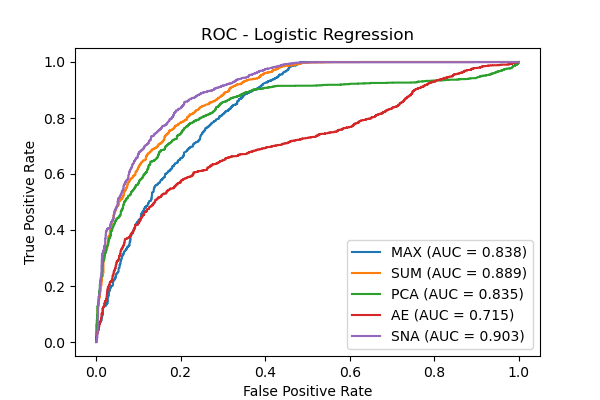 ROC - Logistic Regression
True Positive Rate
1.0
0.8
0.6
0.4
0.2
0.0
MAX (AUC = 0.838)
SUM (AUC = 0.889)
PCA (AUC = 0.835)
AE (AUC = 0.715)
SNA (AUC = 0.903)
0.0 0.2 0.4 0.6 0.8 1.0
False Positive Rate